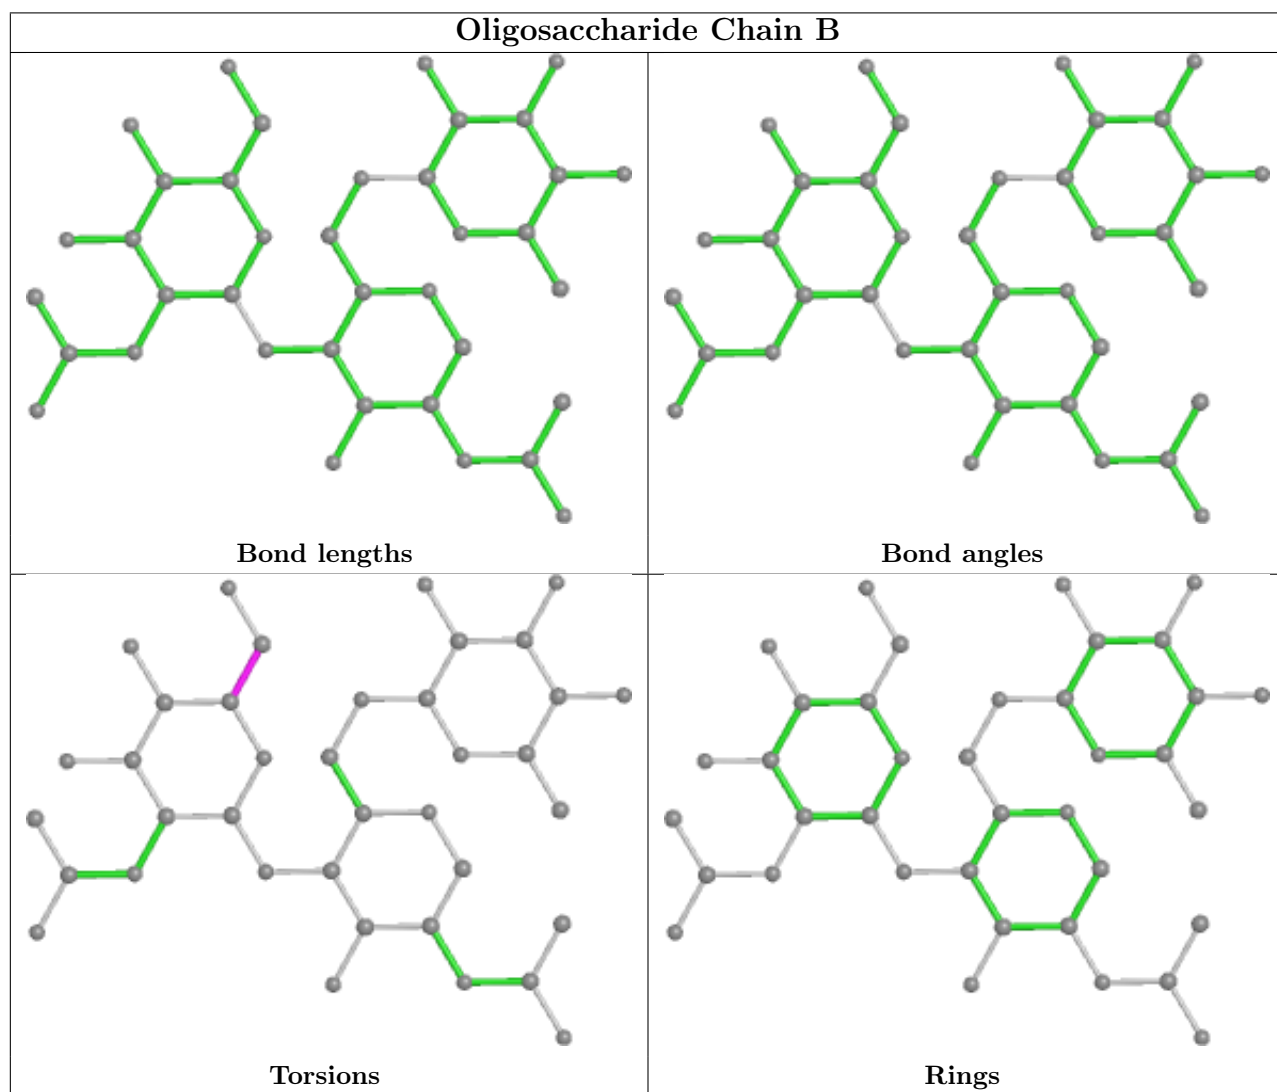 Oligosaccharide Chain B
Bond lengths
Bond angles
Torsions
Rings